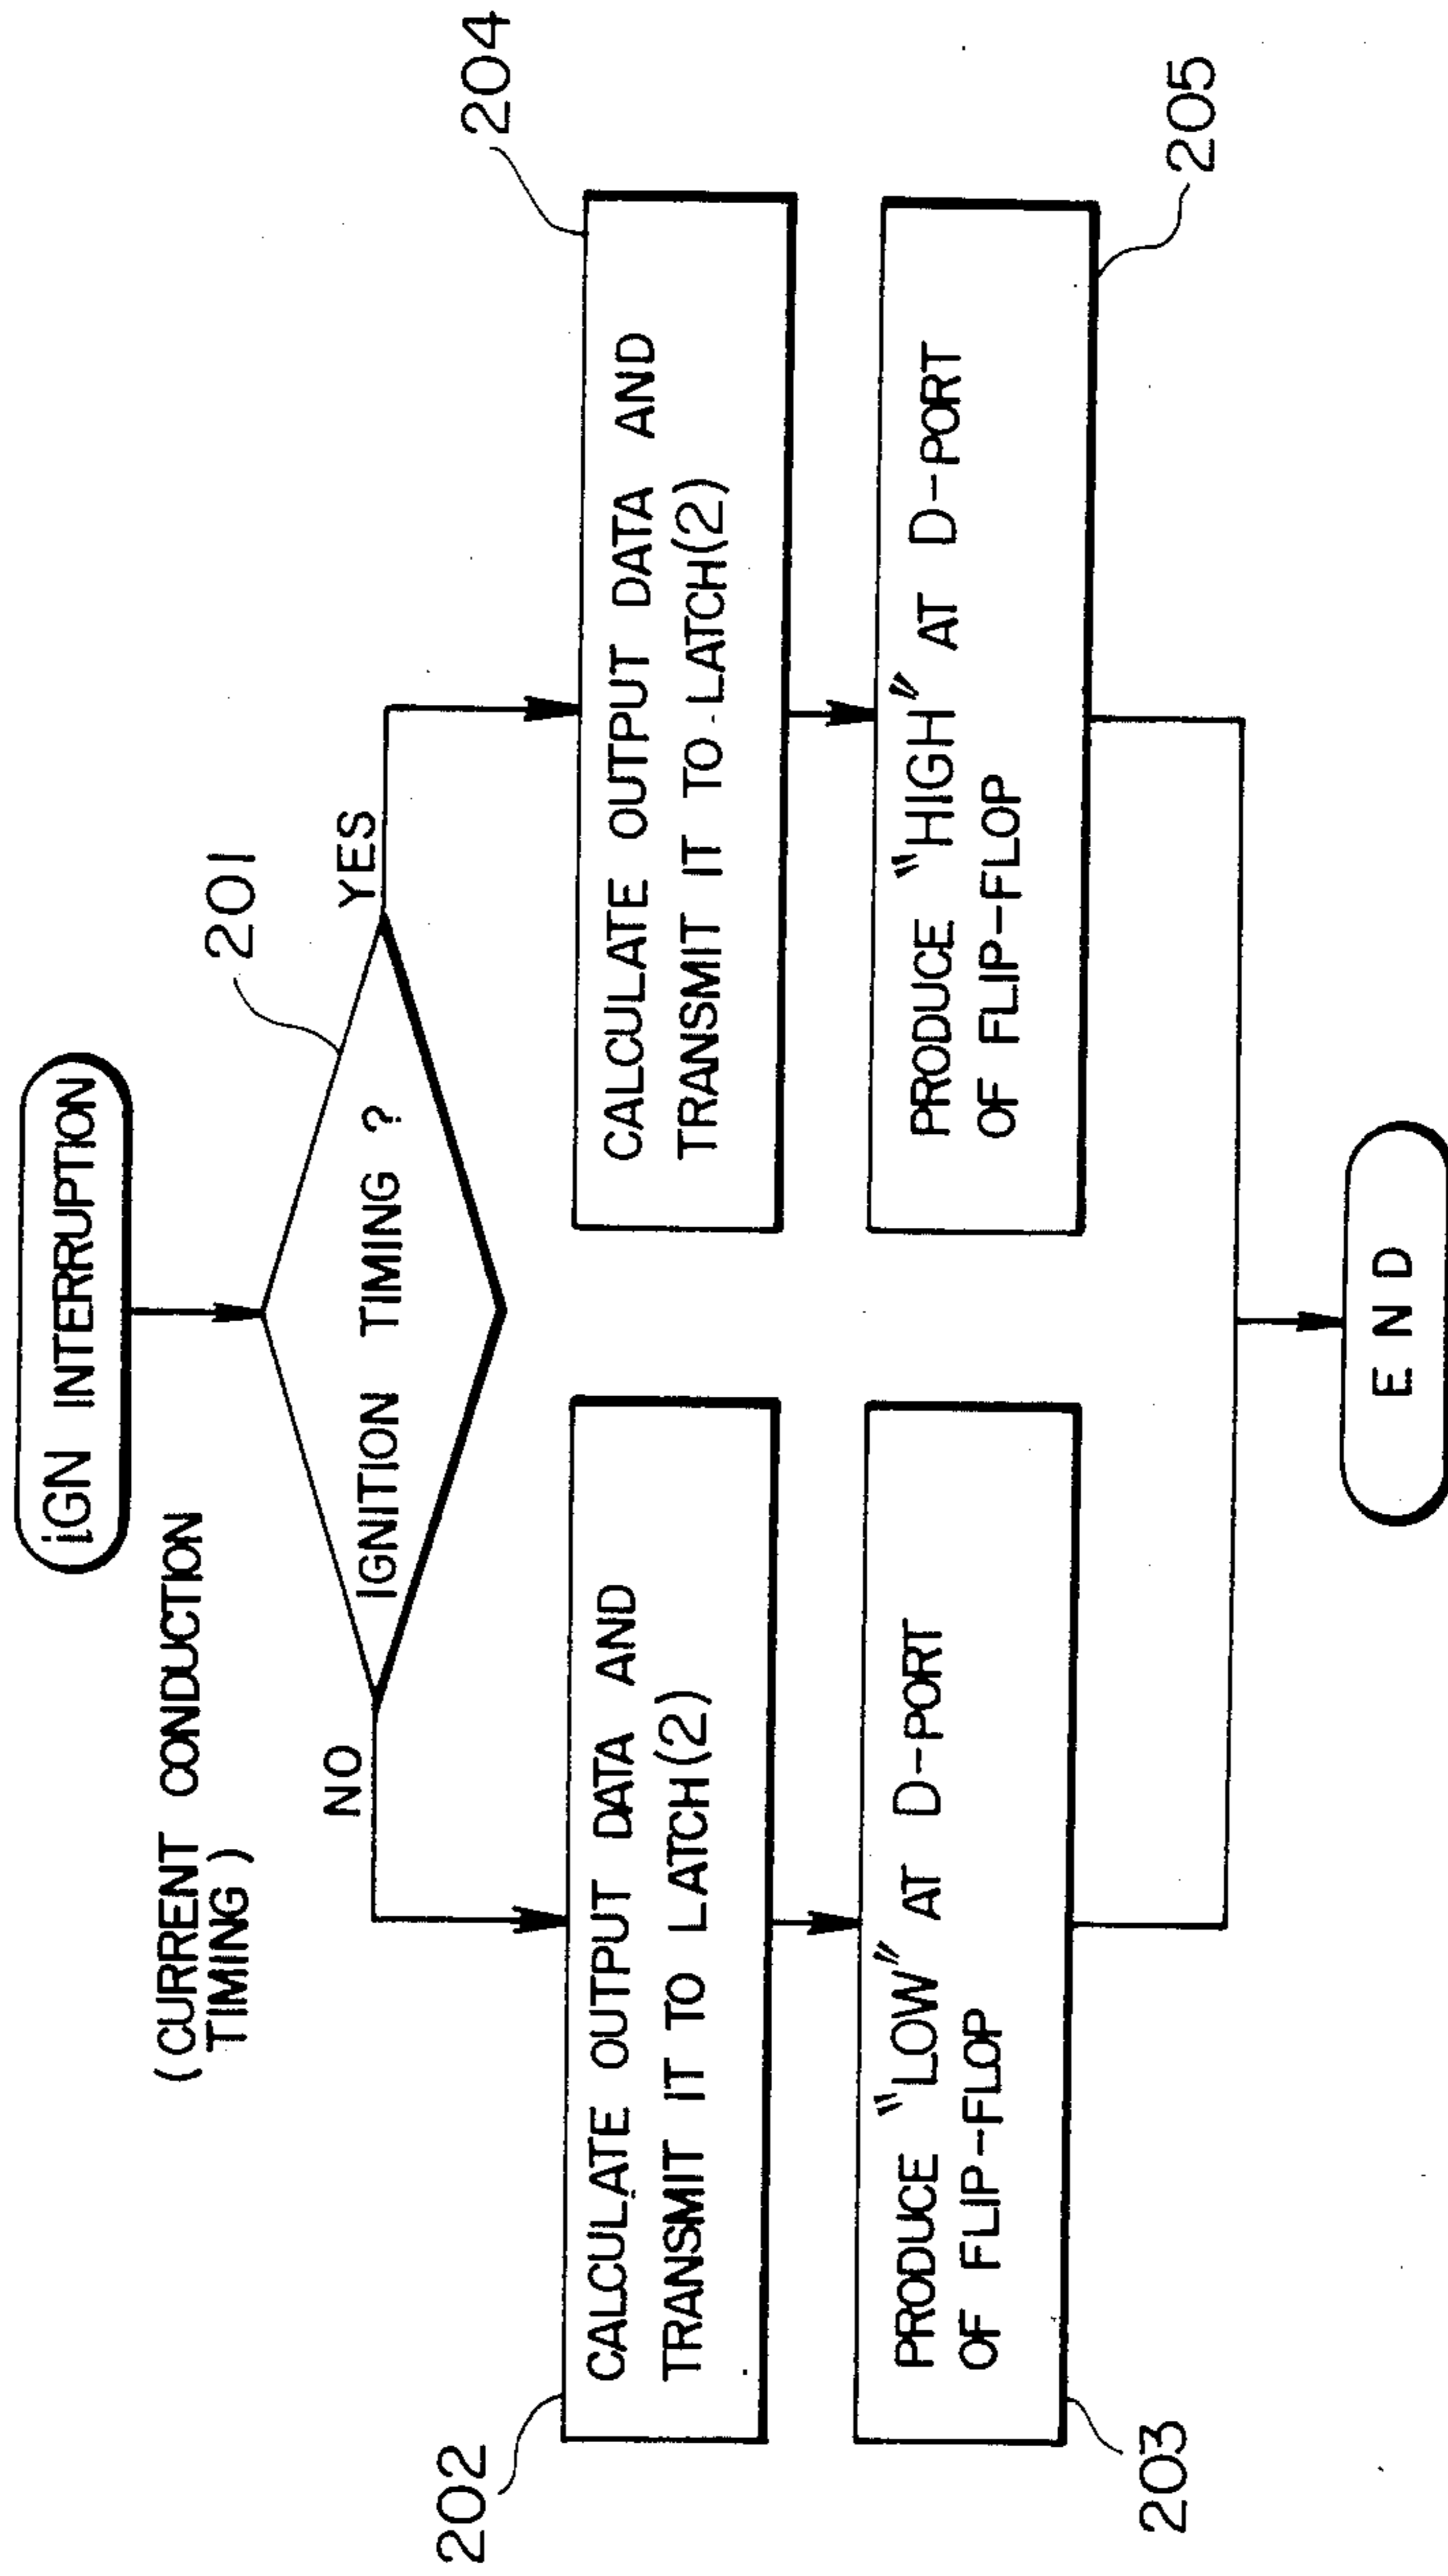 iGN INTERRUPTION
(CURRENT CONDUCTION
TIMING)
201
IGNITION TIMING ?
NO
YES
202
CALCULATE OUTPUT DATA AND
TRANSMIT IT TO LATCH(2)
204
CALCULATE OUTPUT DATA AND
TRANSMIT IT TO LATCH(2)
203
PRODUCE "LOW" AT D-PORT
OF FLIP-FLOP
205
PRODUCE "HIGH" AT D-PORT
OF FLIP-FLOP
END